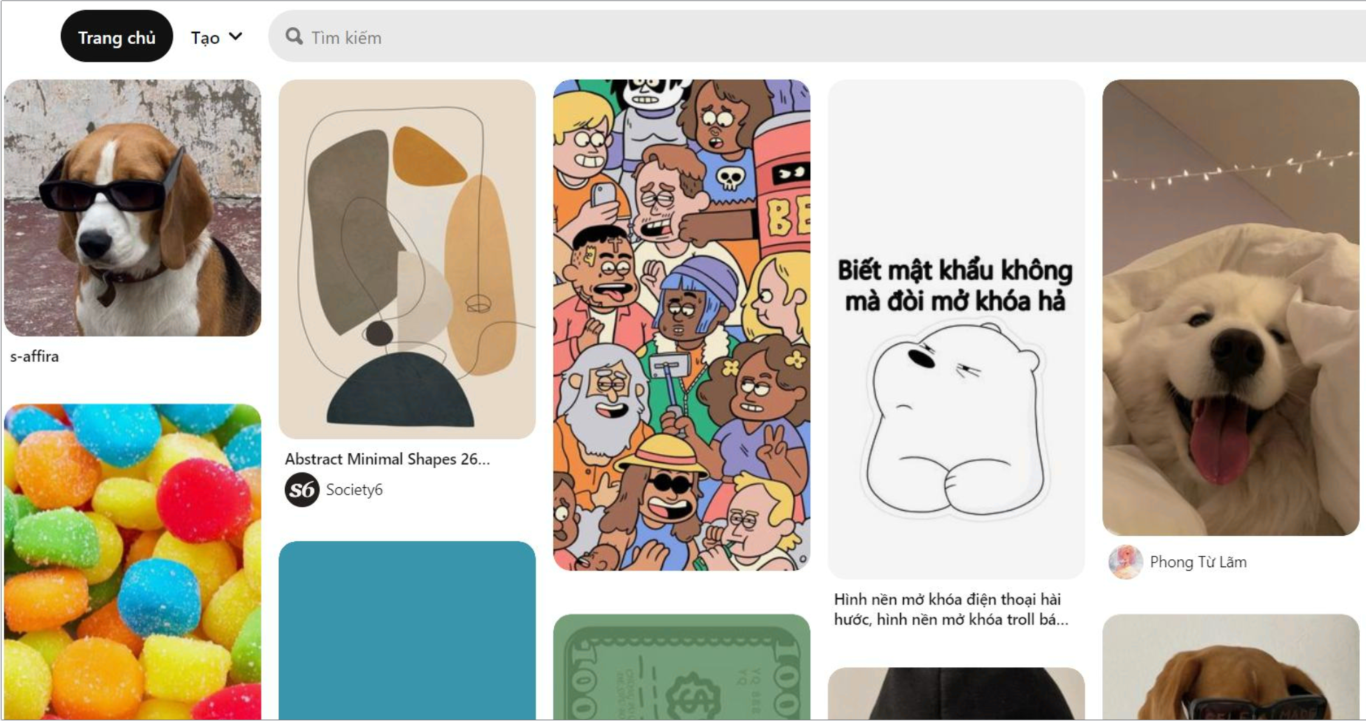 Trang chủ
Tạo
Tìm kiếm
BE
Biết mật khẩu không
mà đòi mở khóa hả
s-affira
Abstract Minimal Shapes 26...
s6 Society6
Phong Từ Lãm
Hình nền mở khóa điện thoại hài
hước, hình nền mở khóa troll bá...